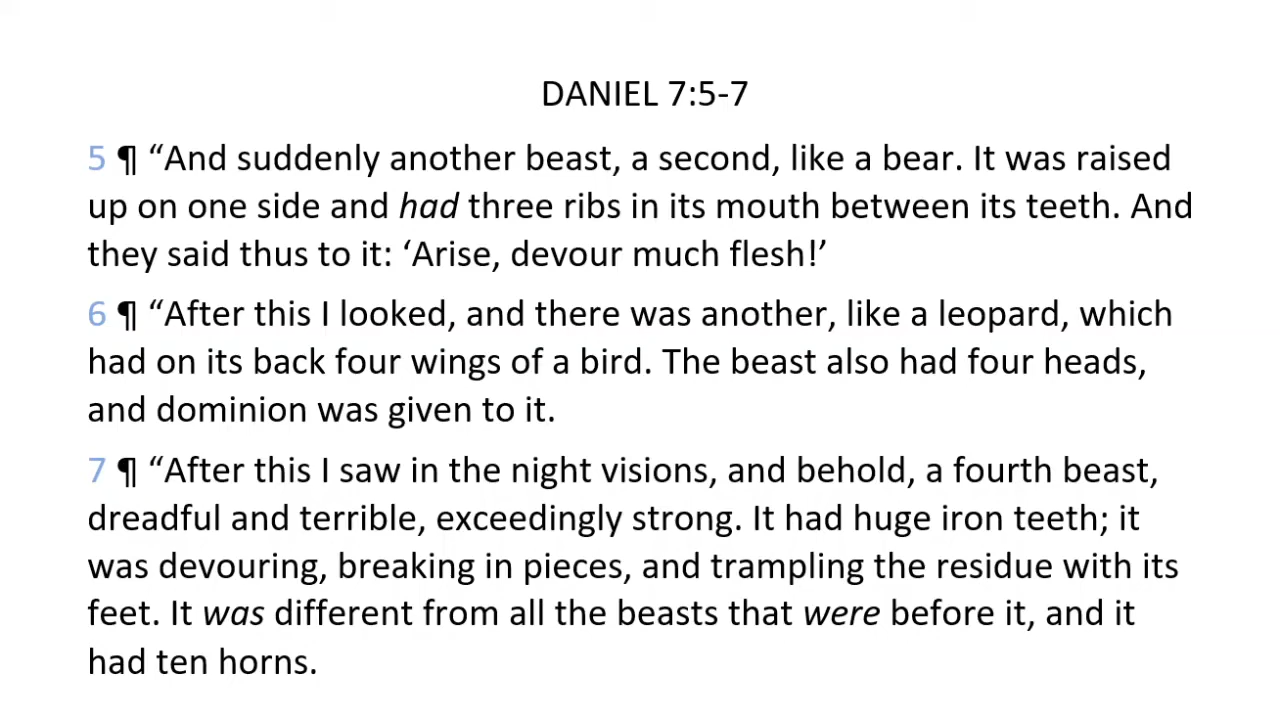 DANIEL 7:5-7
5 ¶ “And suddenly another beast, a second, like a bear. It was raised
up on one side and had three ribs in its mouth between its teeth. And
they said thus to it: ‘Arise, devour much flesh!’
6 ¶ “After this I looked, and there was another, like a leopard, which
had on its back four wings of a bird. The beast also had four heads,
and dominion was given to it.
7 ¶ “After this I saw in the night visions, and behold, a fourth beast,
dreadful and terrible, exceedingly strong. It had huge iron teeth; it
was devouring, breaking in pieces, and trampling the residue with its
feet. It was different from all the beasts that were before it, and it
had ten horns.